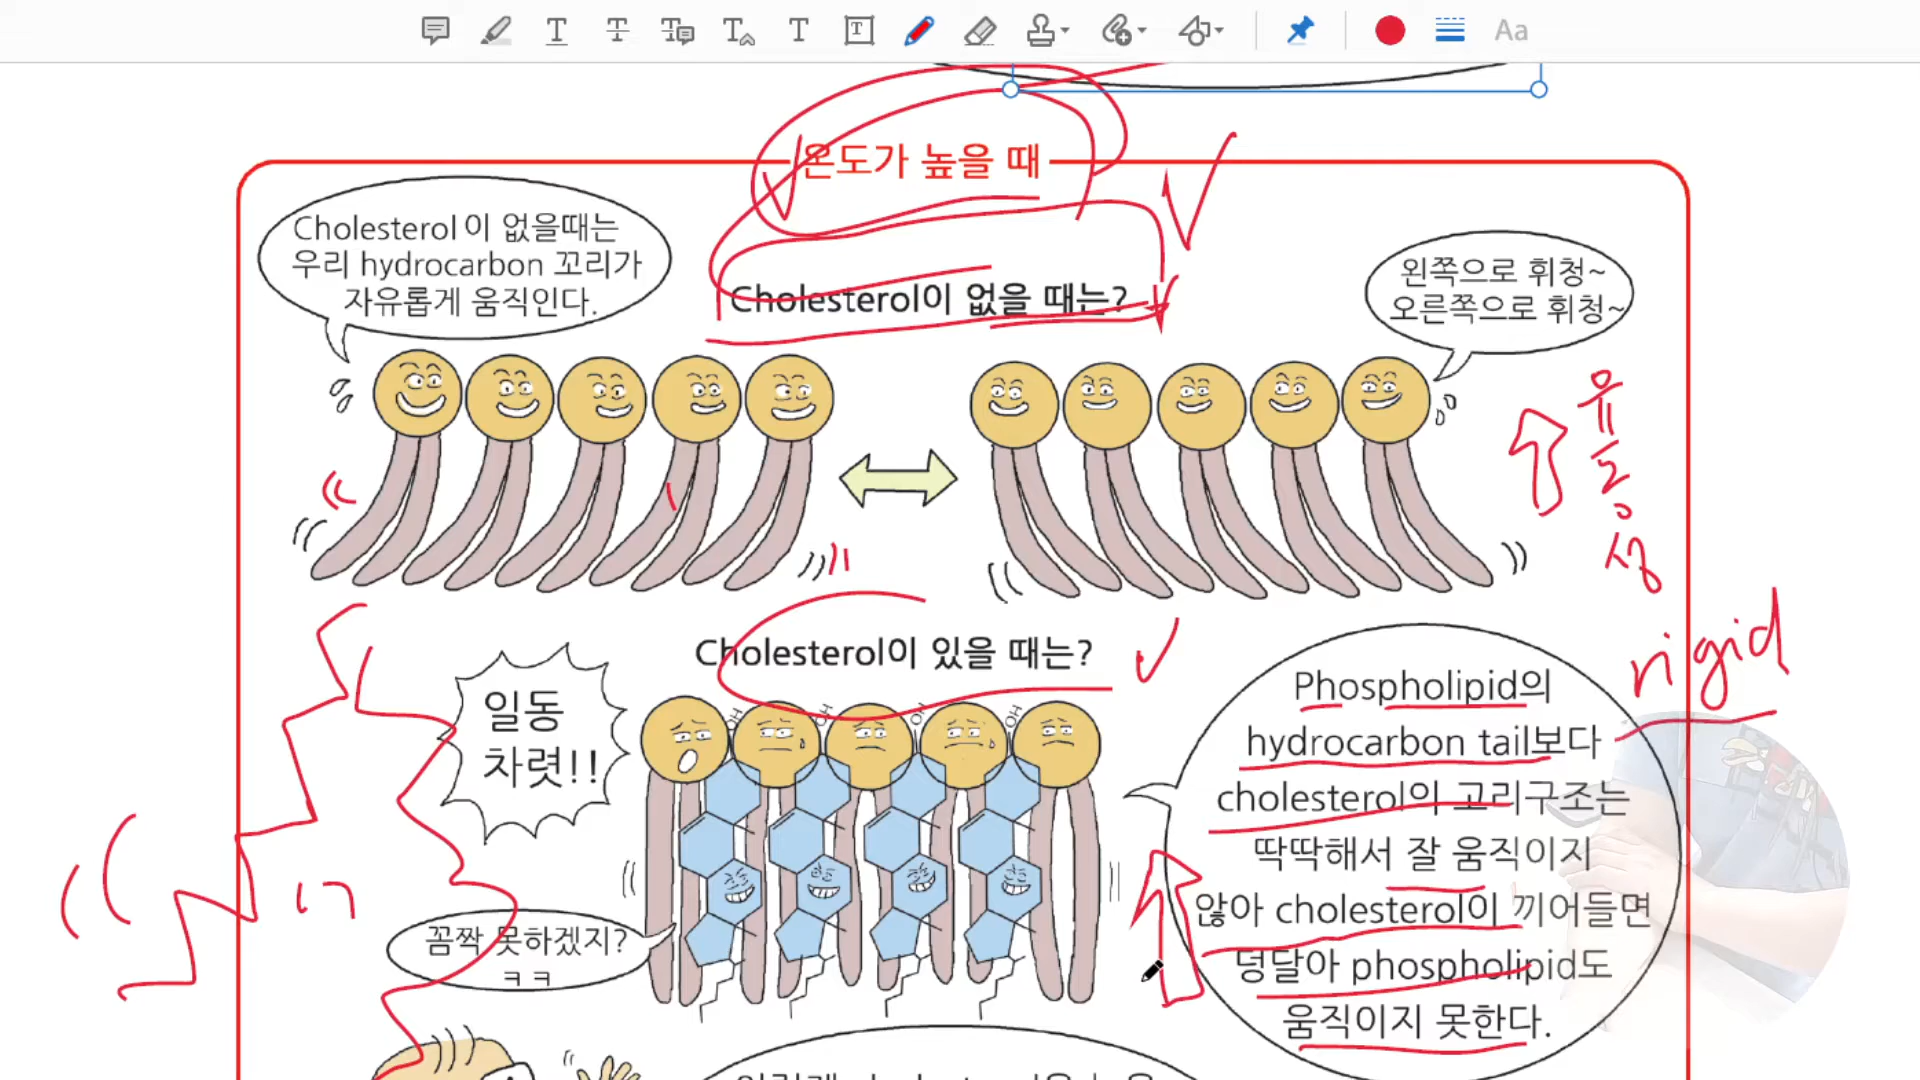 온도가 높을 때
Cholesterol이 없을때는
우리 hydrocarbon 꼬리가
자유롭게 움직인다.
Cholesterol이 없을 때는?
왼쪽으로 휘청~
오른쪽으로 휘청~
유동성
Cholesterol이 있을 때는?
rigid
일동
차렷!!
OH
OH
OH
OH
Phospholipid의
hydrocarbon tail보다
cholesterol의 고리구조는
딱딱해서 잘 움직이지
않아 cholesterol이 끼어들면
덩달아 phospholipid도
움직이지 못한다.
꼼짝 못하겠지?
ㅋㅋ